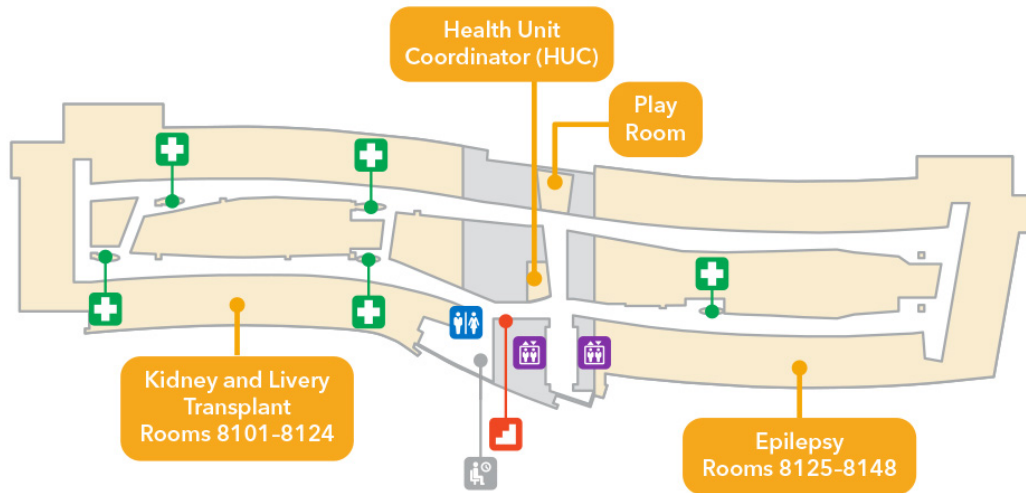 Health Unit
Coordinator (HUC)
Play
Room
Kidney and Livery
Transplant
Rooms 8101–8124
Epilepsy
Rooms 8125–8148